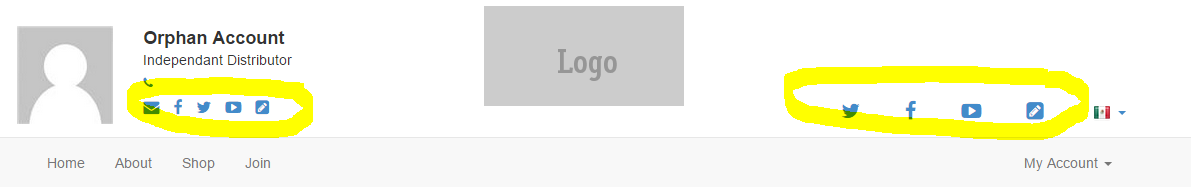 Orphan Account
Independant Distributor
Logo
Home About Shop Join My Account